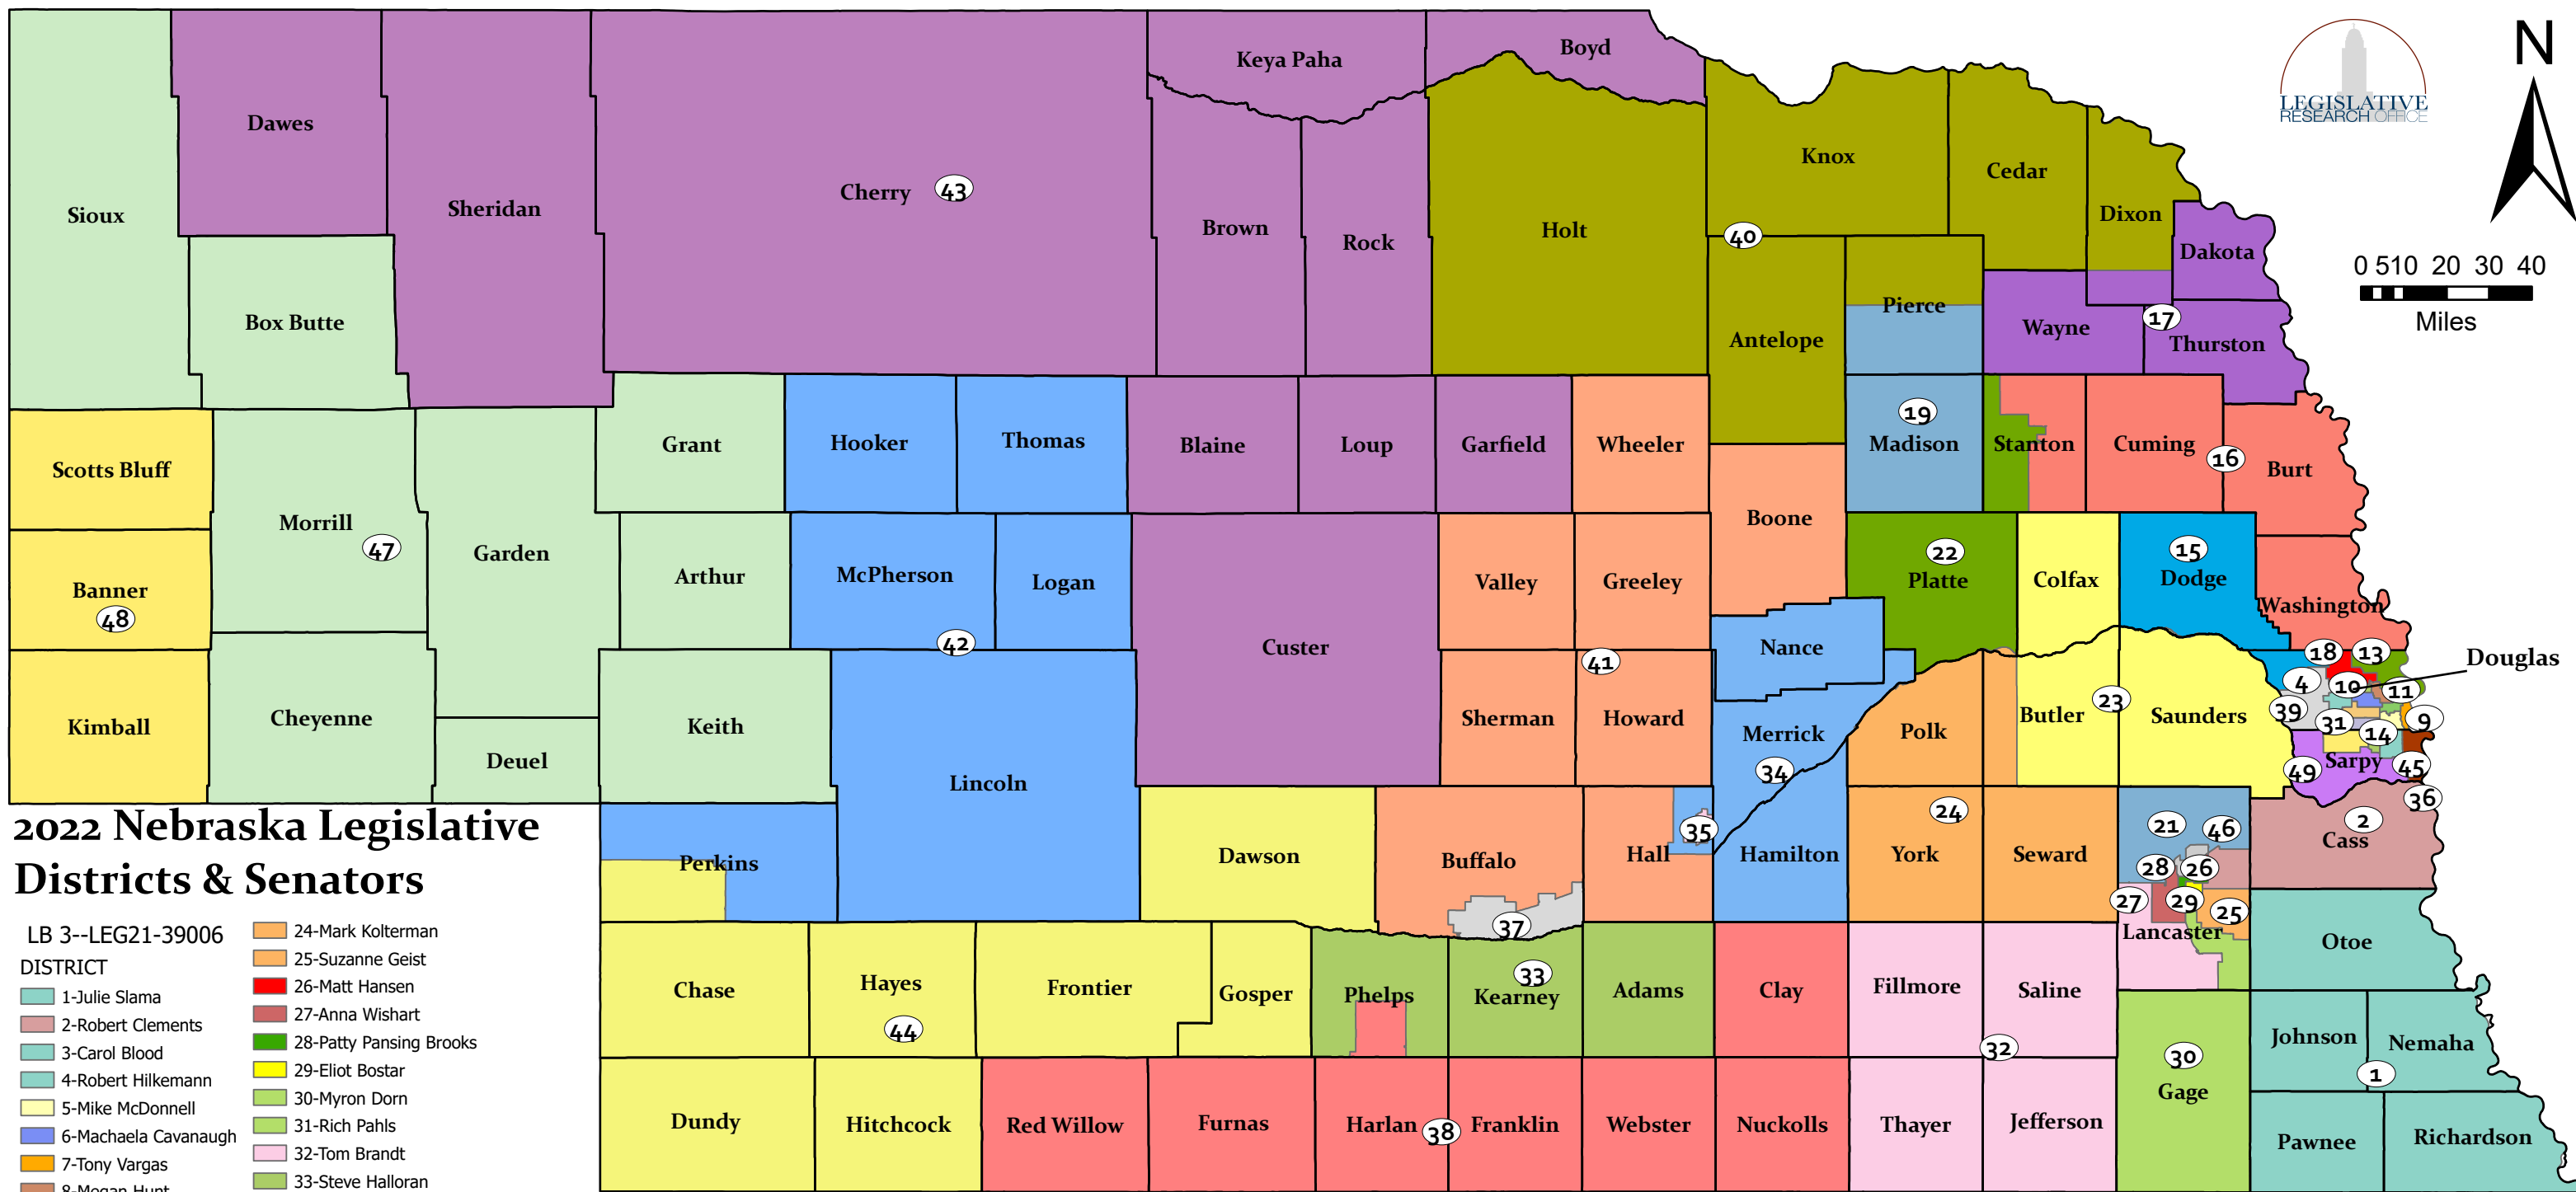 Keya Paha
Boyd
N
LEGISLATIVE
RESEARCH OFFICE
Dawes
Sheridan
Cherry 43
Sioux
Brown
Rock
Holt
Knox
Cedar
Dixon
40
Dakota
0 5 10 20 30 40
Miles
Box Butte
Pierce
Antelope
Wayne
17
Thurston
Scotts Bluff
Grant
Hooker
Thomas
Blaine
Loup
Garfield
Wheeler
19
Madison
Stanton
Cuming
16
Burt
Morrill
47
Garden
Arthur
McPherson
Logan
Boone
22
Platte
Colfax
15
Dodge
Banner
48
Valley
Greeley
Washington
42
Custer
41
Nance
18
13
Douglas
Kimball
Cheyenne
Deuel
Keith
Lincoln
Sherman
Howard
Merrick
34
Polk
Butler
23
Saunders
4
10
11
39
31
9
14
Sarpy
49
45
36
2022 Nebraska Legislative
Districts & Senators
Perkins
Dawson
Buffalo
Hall
35
Hamilton
24
York
Seward
21
46
2
Cass
28
26
37
27
29
25
Lancaster
Otoe
Chase
Hayes
44
Frontier
Gosper
Phelps
33
Kearney
Adams
Clay
Fillmore
Saline
32
30
Gage
Johnson
Nemaha
1
Dundy
Hitchcock
Red Willow
Furnas
Harlan
38
Franklin
Webster
Nuckolls
Thayer
Jefferson
Pawnee
Richardson
LB 3--LEG21-39006
DISTRICT
1-Julie Slama
2-Robert Clements
3-Carol Blood
4-Robert Hilkemann
5-Mike McDonnell
6-Machaela Cavanaugh
7-Tony Vargas
8-Megan Hunt
24-Mark Kolterman
25-Suzanne Geist
26-Matt Hansen
27-Anna Wishart
28-Patty Pansing Brooks
29-Eliot Bostar
30-Myron Dorn
31-Rich Pahls
32-Tom Brandt
33-Steve Halloran